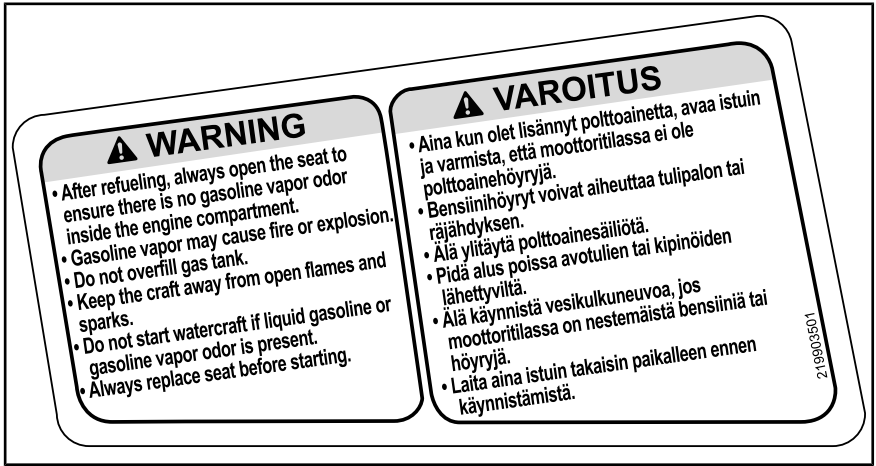 WARNING
• After refueling, always open the seat to
ensure there is no gasoline vapor odor
inside the engine compartment.
• Gasoline vapor may cause fire or explosion.
• Do not overfill gas tank.
• Keep the craft away from open flames and
sparks.
• Do not start watercraft if liquid gasoline or
gasoline vapor odor is present.
• Always replace seat before starting.
VAROITUS
• Aina kun olet lisännyt polttoainetta, avaa istuin
ja varmista, että moottoritilassa ei ole
polttoainehöyryjä.
• Bensiinihöyryt voivat aiheuttaa tulipalon tai
räjähdyksen.
• Älä ylitäytä polttoainesäiliötä.
• Pidä alus poissa avotulien tai kipinöiden
lähettyviltä.
• Älä käynnistä vesikulkuneuvoa, jos
moottoritilassa on nestemäistä bensiiniä tai
höyryjä.
• Laita aina istuin takaisin paikalleen ennen
käynnistämistä.
219903501